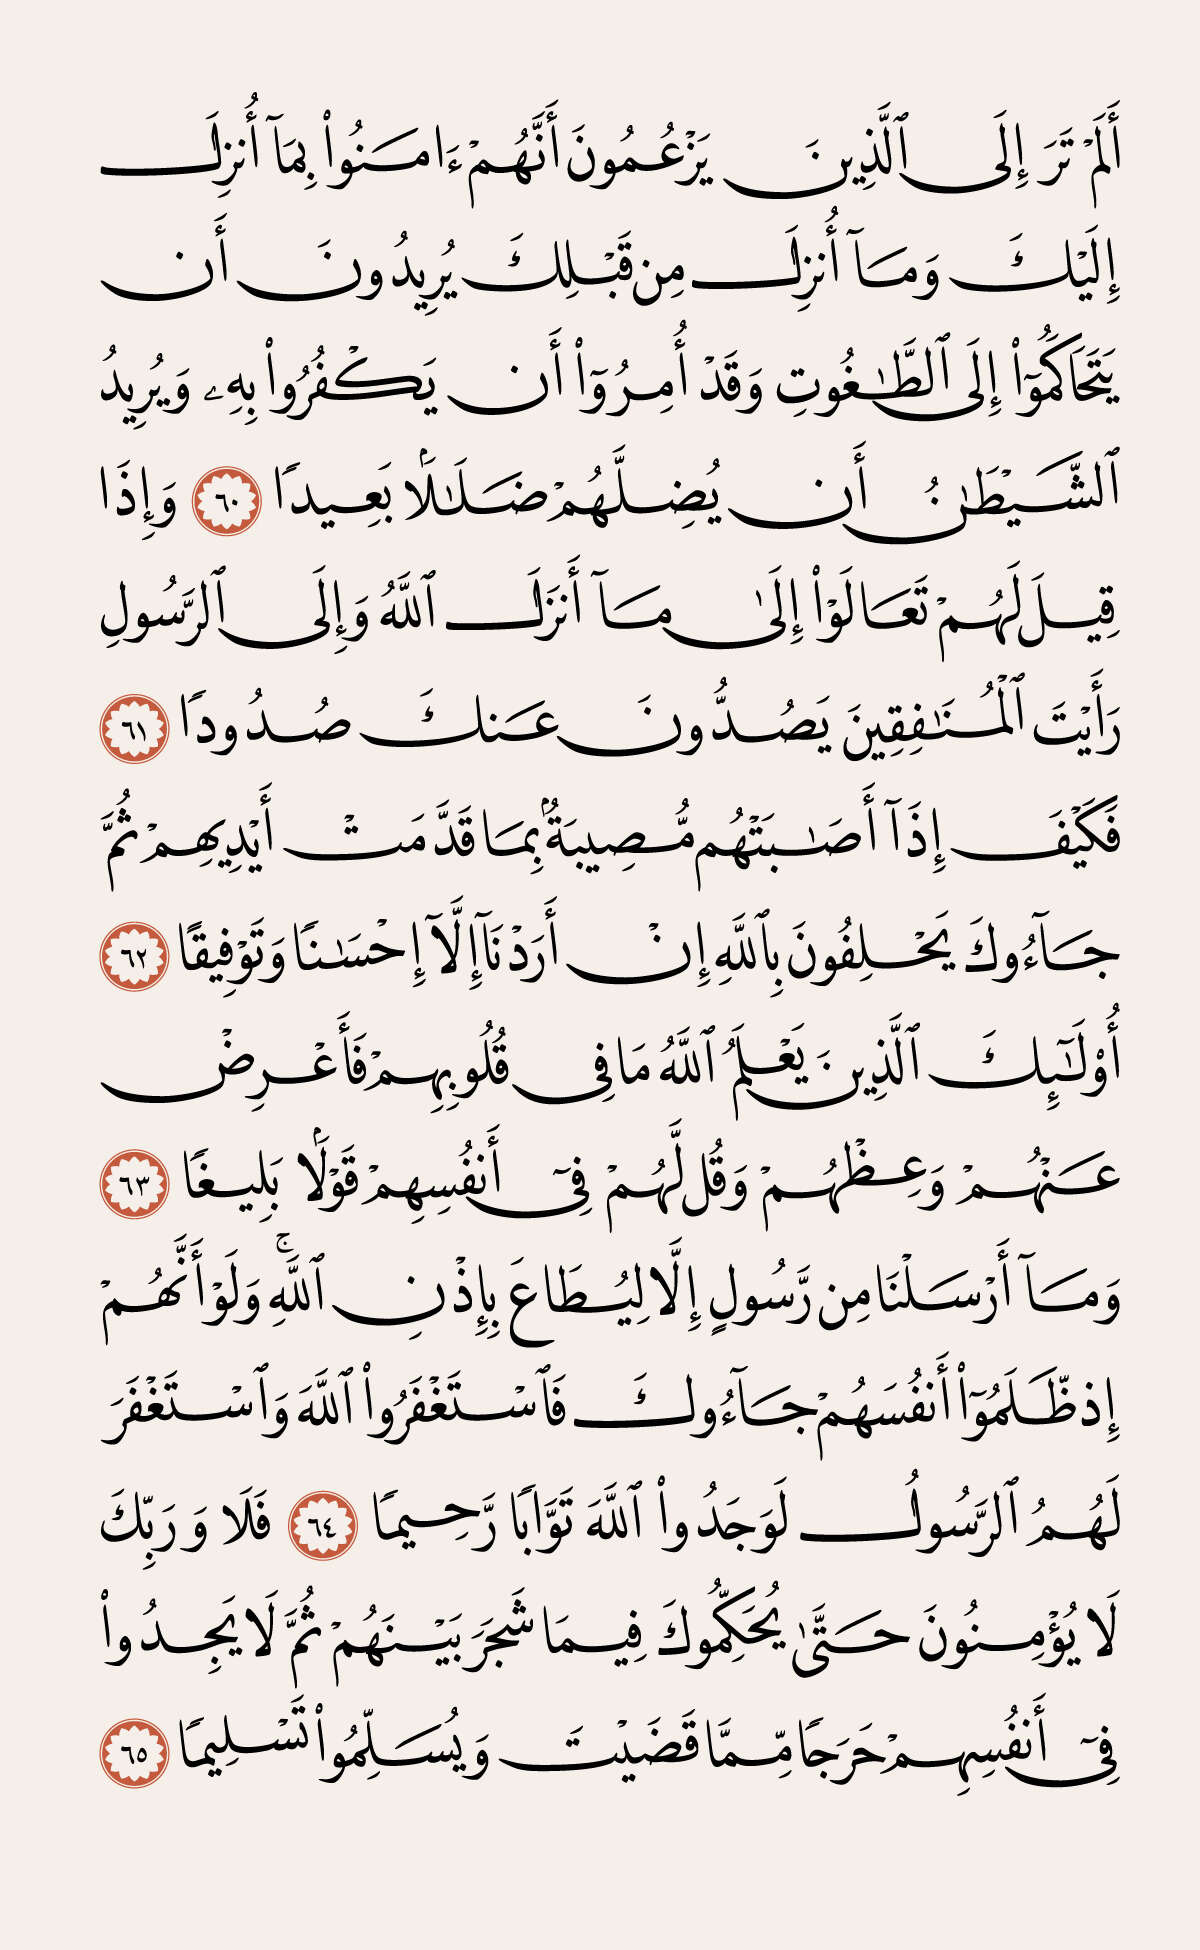 أَلَمْ تَرَ إِلَى ٱلَّذِينَ يَزْعُمُونَ أَنَّهُمْ ءَامَنُوا۟ بِمَآ أُنزِلَ
إِلَيْكَ وَمَآ أُنزِلَ مِن قَبْلِكَ يُرِيدُونَ أَن
يَتَحَاكَمُوٓا۟ إِلَى ٱلطَّـٰغُوتِ وَقَدْ أُمِرُوٓا۟ أَن يَكْفُرُوا۟ بِهِۦ وَيُرِيدُ
ٱلشَّيْطَـٰنُ أَن يُضِلَّهُمْ ضَلَـٰلَۢا بَعِيدًا ٦٠ وَإِذَا
قِيلَ لَهُمْ تَعَالَوْا۟ إِلَىٰ مَآ أَنزَلَ ٱللَّهُ وَإِلَى ٱلرَّسُولِ
رَأَيْتَ ٱلْمُنَـٰفِقِينَ يَصُدُّونَ عَنكَ صُدُودًا ٦١
فَكَيْفَ إِذَآ أَصَـٰبَتْهُم مُّصِيبَةُۢ بِمَا قَدَّمَتْ أَيْدِيهِمْ ثُمَّ
جَآءُوكَ يَحْلِفُونَ بِٱللَّهِ إِنْ أَرَدْنَآ إِلَّآ إِحْسَـٰنًا وَتَوْفِيقًا ٦٢
أُو۟لَـٰٓئِكَ ٱلَّذِينَ يَعْلَمُ ٱللَّهُ مَا فِى قُلُوبِهِمْ فَأَعْرِضْ
عَنْهُمْ وَعِظْهُمْ وَقُل لَّهُمْ فِىٓ أَنفُسِهِمْ قَوْلَۢا بَلِيغًا ٦٣
وَمَآ أَرْسَلْنَا مِن رَّسُولٍ إِلَّا لِيُطَاعَ بِإِذْنِ ٱللَّهِ ۚ وَلَوْ أَنَّهُمْ
إِذ ظَّلَمُوٓا۟ أَنفُسَهُمْ جَآءُوكَ فَٱسْتَغْفَرُوا۟ ٱللَّهَ وَٱسْتَغْفَرَ
لَهُمُ ٱلرَّسُولُ لَوَجَدُوا۟ ٱللَّهَ تَوَّابًا رَّحِيمًا ٦٤ فَلَا وَرَبِّكَ
لَا يُؤْمِنُونَ حَتَّىٰ يُحَكِّمُوكَ فِيمَا شَجَرَ بَيْنَهُمْ ثُمَّ لَا يَجِدُوا۟
فِىٓ أَنفُسِهِمْ حَرَجًا مِّمَّا قَضَيْتَ وَيُسَلِّمُوا۟ تَسْلِيمًا ٦٥